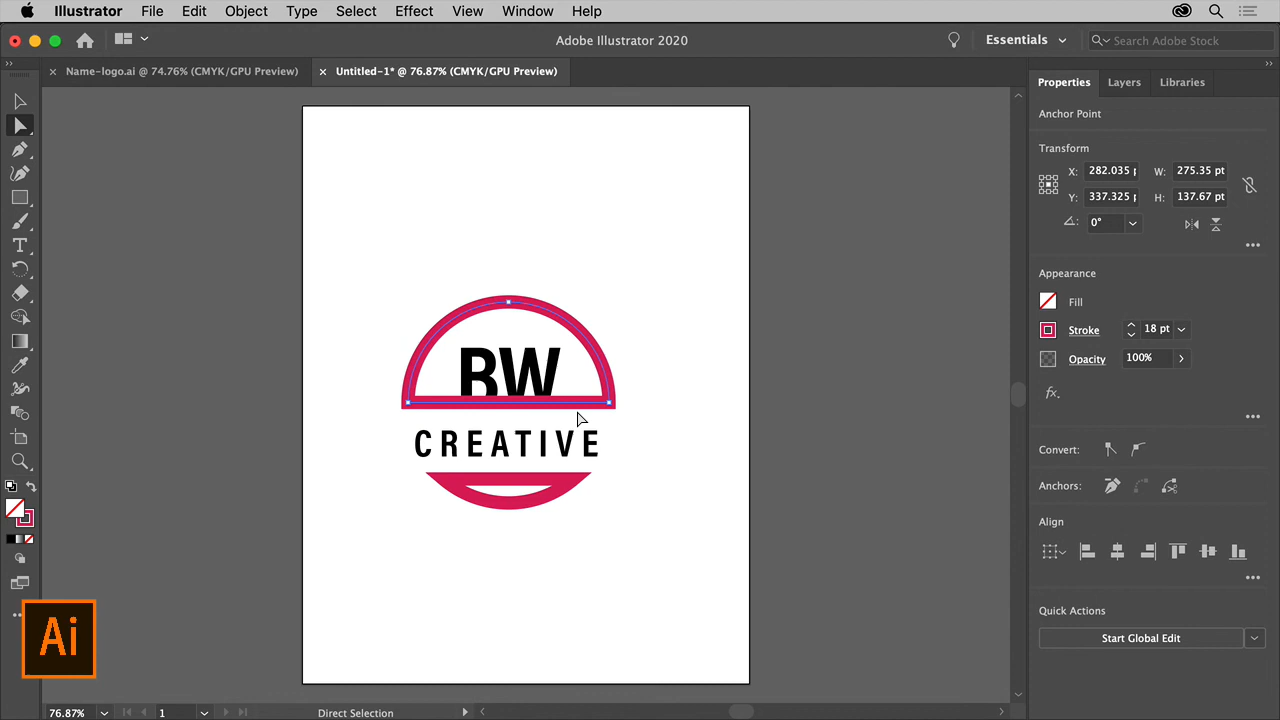 Illustrator File Edit Object Type Select Effect View Window Help
Adobe Illustrator 2020
Essentials
Search Adobe Stock
Name-logo.ai @ 74.76% (CMYK/GPU Preview)
Untitled-1* @ 76.87% (CMYK/GPU Preview)
Properties Layers Libraries
Anchor Point
Transform
X: 282.035 W: 275.35 pt
Y: 337.325 H: 137.67 pt
0°
Appearance
Fill
Stroke 18 pt
Opacity 100%
fx.
Convert:
Anchors:
Align
Quick Actions
Start Global Edit
BW
CREATIVE
Ai
76.87% 1 Direct Selection